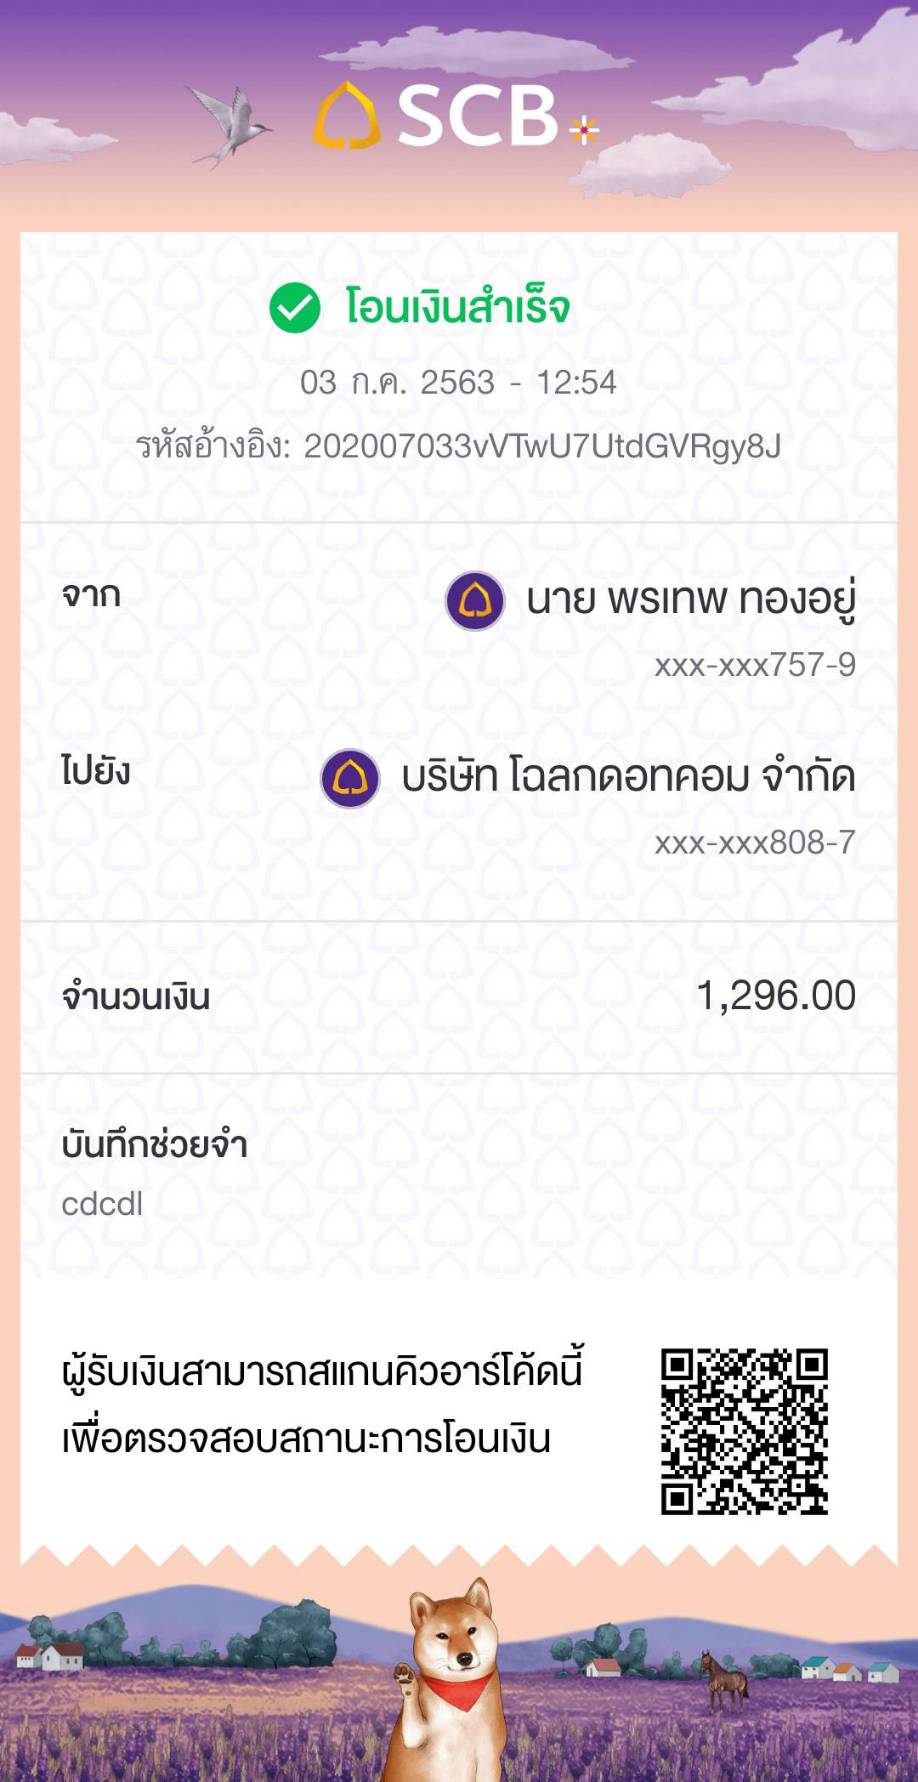 SCB
โอนเงินสำเร็จ
03 ก.ค. 2563 - 12:54
รหัสอ้างอิง: 202007033vVTwU7UtdGVRgy8J
จาก
นาย พรเทพ ทองอยู่
xxx-xxx757-9
ไปยัง
บริษัท โฉลกดอทคอม จำกัด
xxx-xxx808-7
จำนวนเงิน
1,296.00
บันทึกช่วยจำ
cdcdl
ผู้รับเงินสามารถสแกนคิวอาร์โค้ดนี้
เพื่อตรวจสอบสถานะการโอนเงิน